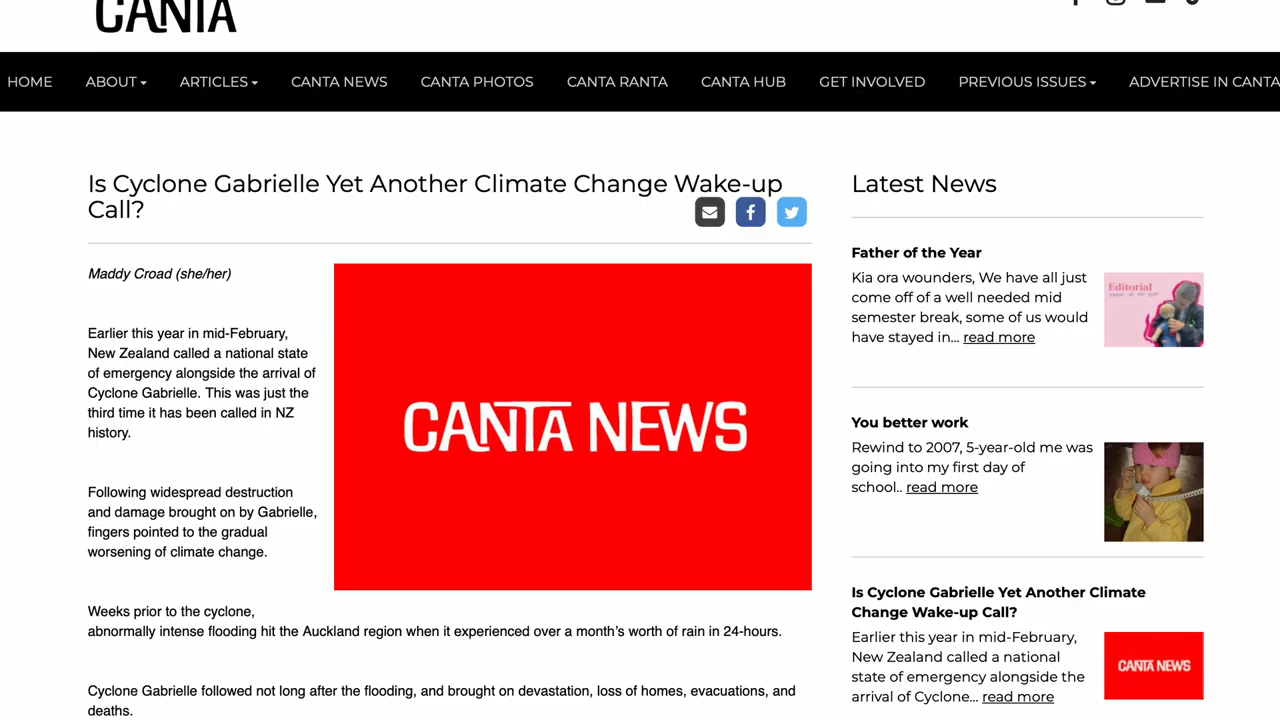 CANTA
HOME
ABOUT
ARTICLES
CANTA NEWS
CANTA PHOTOS
CANTA RANTA
CANTA HUB
GET INVOLVED
PREVIOUS ISSUES
ADVERTISE IN CANTA
Is Cyclone Gabrielle Yet Another Climate Change Wake-up
Call?
Maddy Croad (she/her)
Earlier this year in mid-February,
New Zealand called a national state
of emergency alongside the arrival of
Cyclone Gabrielle. This was just the
third time it has been called in NZ
history.
Following widespread destruction
and damage brought on by Gabrielle,
fingers pointed to the gradual
worsening of climate change.
CANTA NEWS
Weeks prior to the cyclone,
abnormally intense flooding hit the Auckland region when it experienced over a month's worth of rain in 24-hours.
Cyclone Gabrielle followed not long after the flooding, and brought on devastation, loss of homes, evacuations, and
deaths.
Latest News
Father of the Year
Kia ora wounders, We have all just
come off of a well needed mid
semester break, some of us would
have stayed in... read more
Editorial
You better work
Rewind to 2007, 5-year-old me was
going into my first day of
school.. read more
Is Cyclone Gabrielle Yet Another Climate
Change Wake-up Call?
Earlier this year in mid-February,
New Zealand called a national
state of emergency alongside the
arrival of Cyclone... read more
CANTA NEWS